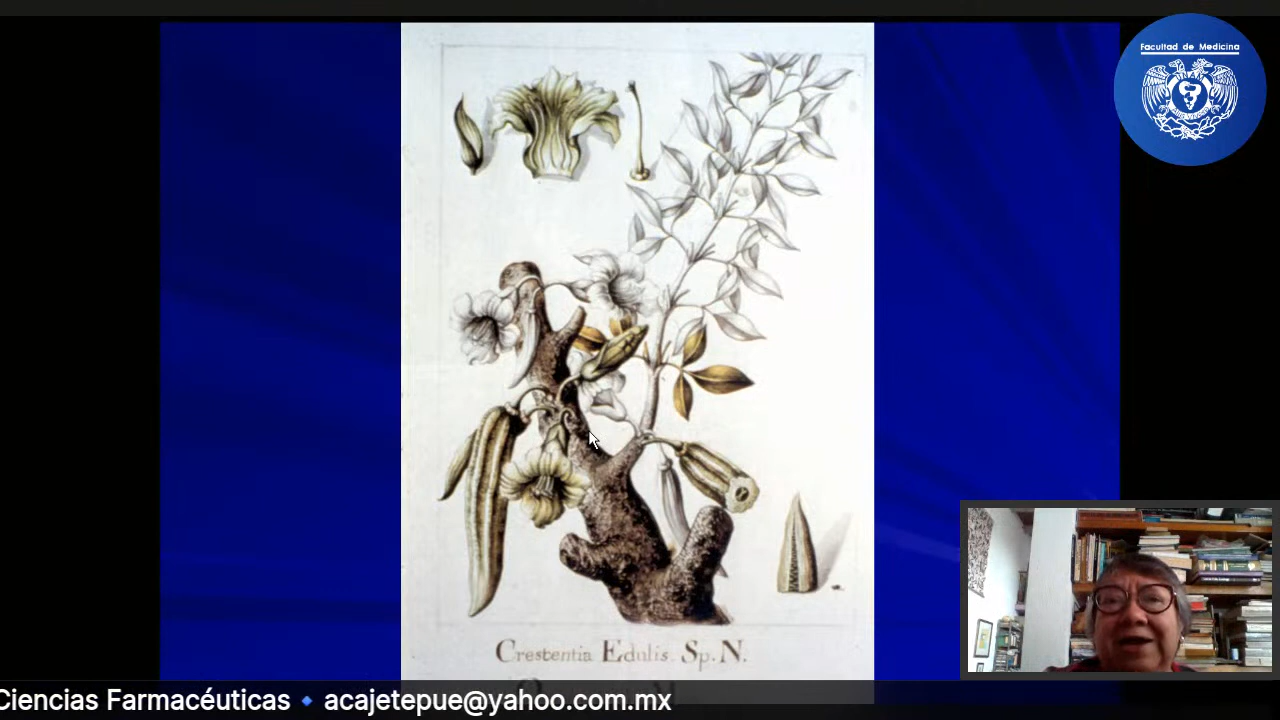 Facultad de Medicina
Crescentia Edulis. Sp. N.
Ciencias Farmacéuticas 🔹 acajetepue@yahoo.com.mx